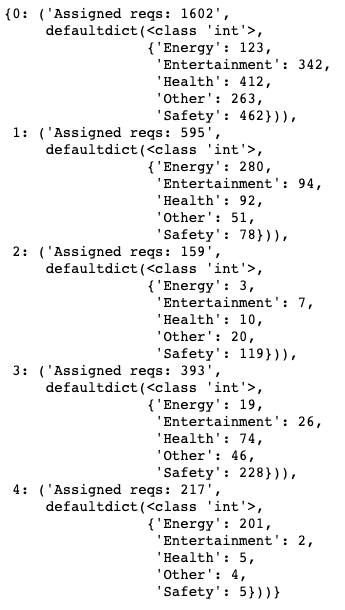 {0: ('Assigned reqs: 1602',
defaultdict(<class 'int'>,
{'Energy': 123,
'Entertainment': 342,
'Health': 412,
'Other': 263,
'Safety': 462})),
1: ('Assigned reqs: 595',
defaultdict(<class 'int'>,
{'Energy': 280,
'Entertainment': 94,
'Health': 92,
'Other': 51,
'Safety': 78})),
2: ('Assigned reqs: 159',
defaultdict(<class 'int'>,
{'Energy': 3,
'Entertainment': 7,
'Health': 10,
'Other': 20,
'Safety': 119})),
3: ('Assigned reqs: 393',
defaultdict(<class 'int'>,
{'Energy': 19,
'Entertainment': 26,
'Health': 74,
'Other': 46,
'Safety': 228})),
4: ('Assigned reqs: 217',
defaultdict(<class 'int'>,
{'Energy': 201,
'Entertainment': 2,
'Health': 5,
'Other': 4,
'Safety': 5}))}